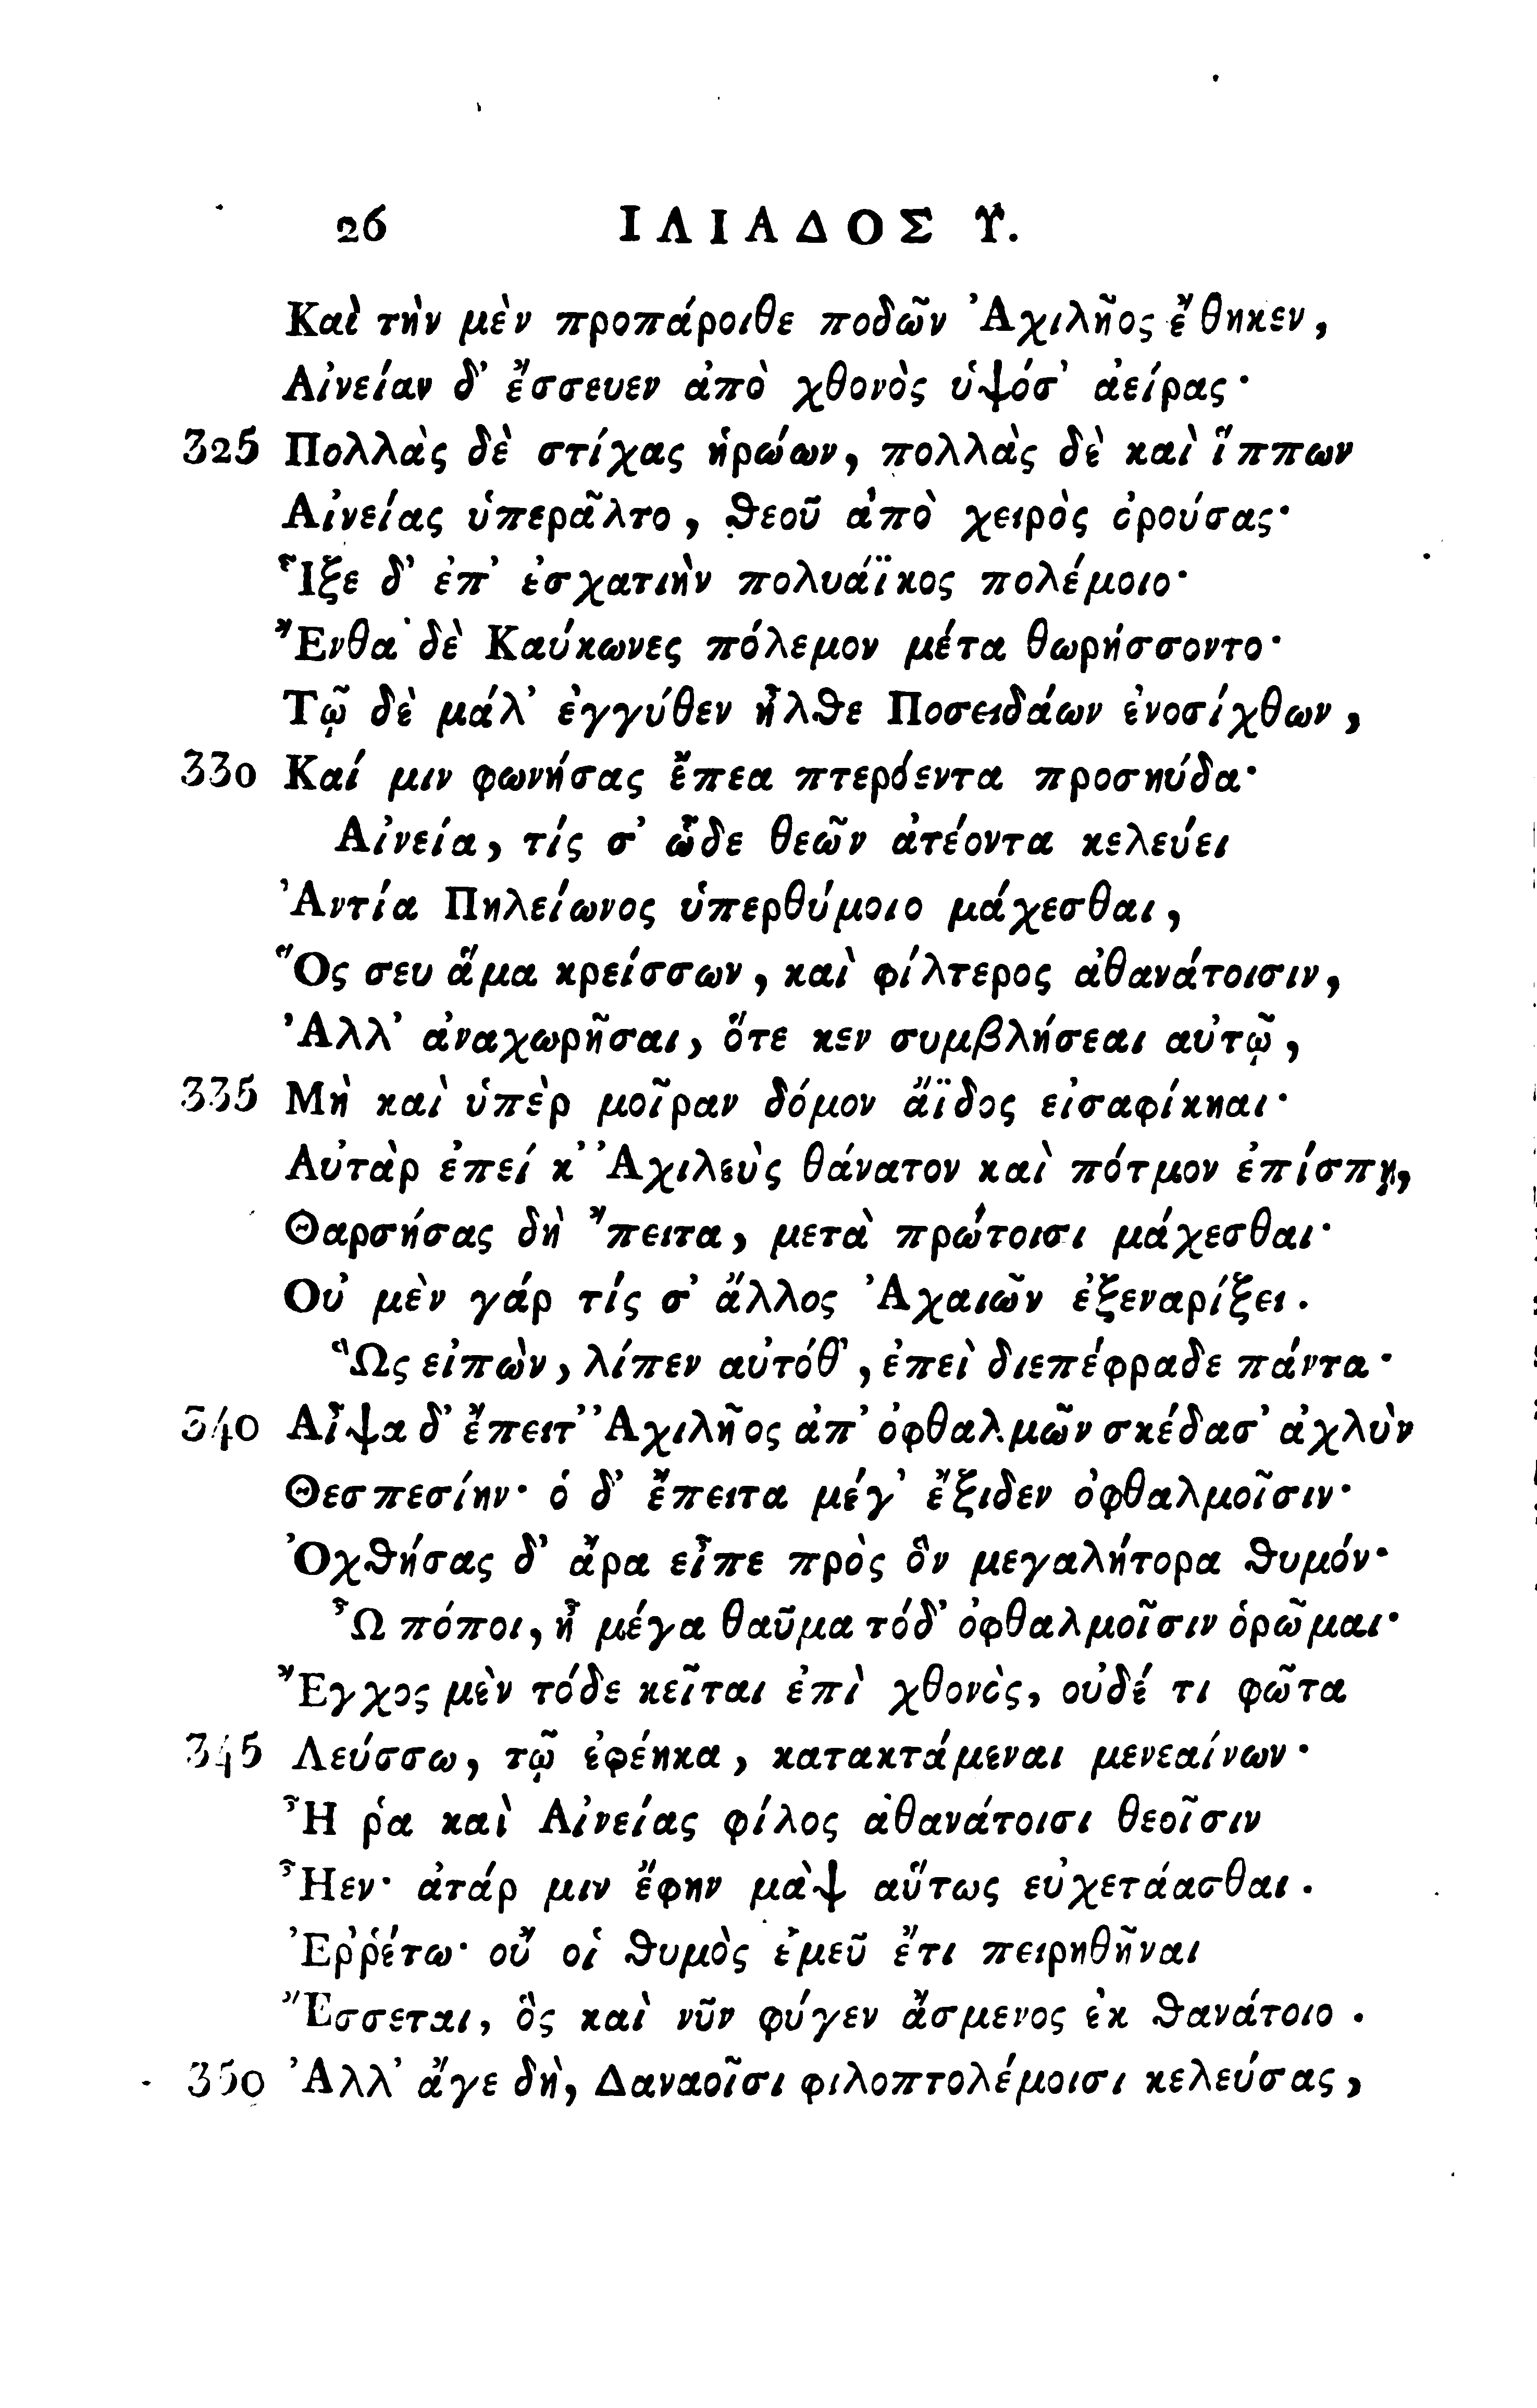 26 ΙΛΙΑΔΟΣ Υ.
Καὶ τὴν μὲν προπάροιθε ποδῶν Ἀχιλῆος ἔθηκεν,
Αἰνείαν δ’ ἔσσευεν ἀπὸ χθονὸς ὑψόσ’ ἀείρας·
325 Πολλὰς δὲ στίχας ἡρώων, πολλὰς δὲ καὶ ἵππων
Αἰνείας ὑπερᾶλτο, ϑεοῦ ἀπὸ χειρὸς ὀρούσας·
Ἷξε δ’ ἐπ’ ἐσχατιὴν πολυάϊκος πολέμοιο·
Ἔνθα δὲ Καύκωνες πόλεμον μέτα θωρήσσοντο·
Τῷ δὲ μάλ’ ἐγγύθεν ἦλϑε Ποσειδάων ἐνοσίχθων,
330 Καί μιν φωνήσας ἔπεα πτερόεντα προσηύδα·
Αἰνεία, τίς σ’ ὧδε θεῶν ἀτέοντα κελεύει
Ἀντία Πηλείωνος ὑπερθύμοιο μάχεσθαι,
Ὅς σευ ἅμα κρείσσων, καὶ φίλτερος ἀθανάτοισιν,
Ἀλλ’ ἀναχωρῆσαι, ὅτε κεν συμβλήσεαι αὐτῷ,
335 Μὴ καὶ ὑπὲρ μοῖραν δόμον ἄϊδος εἰσαφίκηαι·
Αὐτὰρ ἐπεί κ’ Ἀχιλεὺς θάνατον καὶ πότμον ἐπίσπῃ,
Θαρσήσας δὴ ῎πειτα, μετὰ πρώτοισι μάχεσθαι·
Οὐ μὲν γάρ τίς σ’ ἄλλος Ἀχαιῶν ἐξεναρίξει.
Ὣς εἰπὼν, λίπεν αὐτόθ’, ἐπεὶ διεπέφραδε πάντα·
340 Αἶψα δ’ ἔπειτ’ Ἀχιλῆος ἀπ’ ὀφθαλμῶν σκέδασ’ ἀχλὺν
Θεσπεσίην· ὁ δ’ ἔπειτα μέγ’ ἔξιδεν ὀφθαλμοῖσιν·
Ὀχϑήσας δ’ ἄρα εἶπε πρὸς ὃν μεγαλήτορα ϑυμόν·
Ὦ πόποι, ἦ μέγα θαῦμα τόδ’ ὀφθαλμοῖσιν ὁρῶμαι·
Ἔγχος μὲν τόδε κεῖται ἐπὶ χθονὸς, οὐδέ τι φῶτα
345 Λεύσσω, τῷ ἐφέηκα, κατακτάμεναι μενεαίνων·
Ἦ ῥα καὶ Αἰνείας φίλος ἀθανάτοισι θεοῖσιν
Ἦεν· ἀτάρ μιν ἔφην μὰψ αὔτως εὐχετάασθαι.
Ἐῤῥέτω· οὔ οἱ ϑυμὸς ἐμεῦ ἔτι πειρηθῆναι
Ἔσσεται, ὃς καὶ νῦν φύγεν ἄσμενος ἐκ ϑανάτοιο.
350 Ἀλλ’ ἄγε δὴ, Δαναοῖσι φιλοπτολέμοισι κελεύσας,